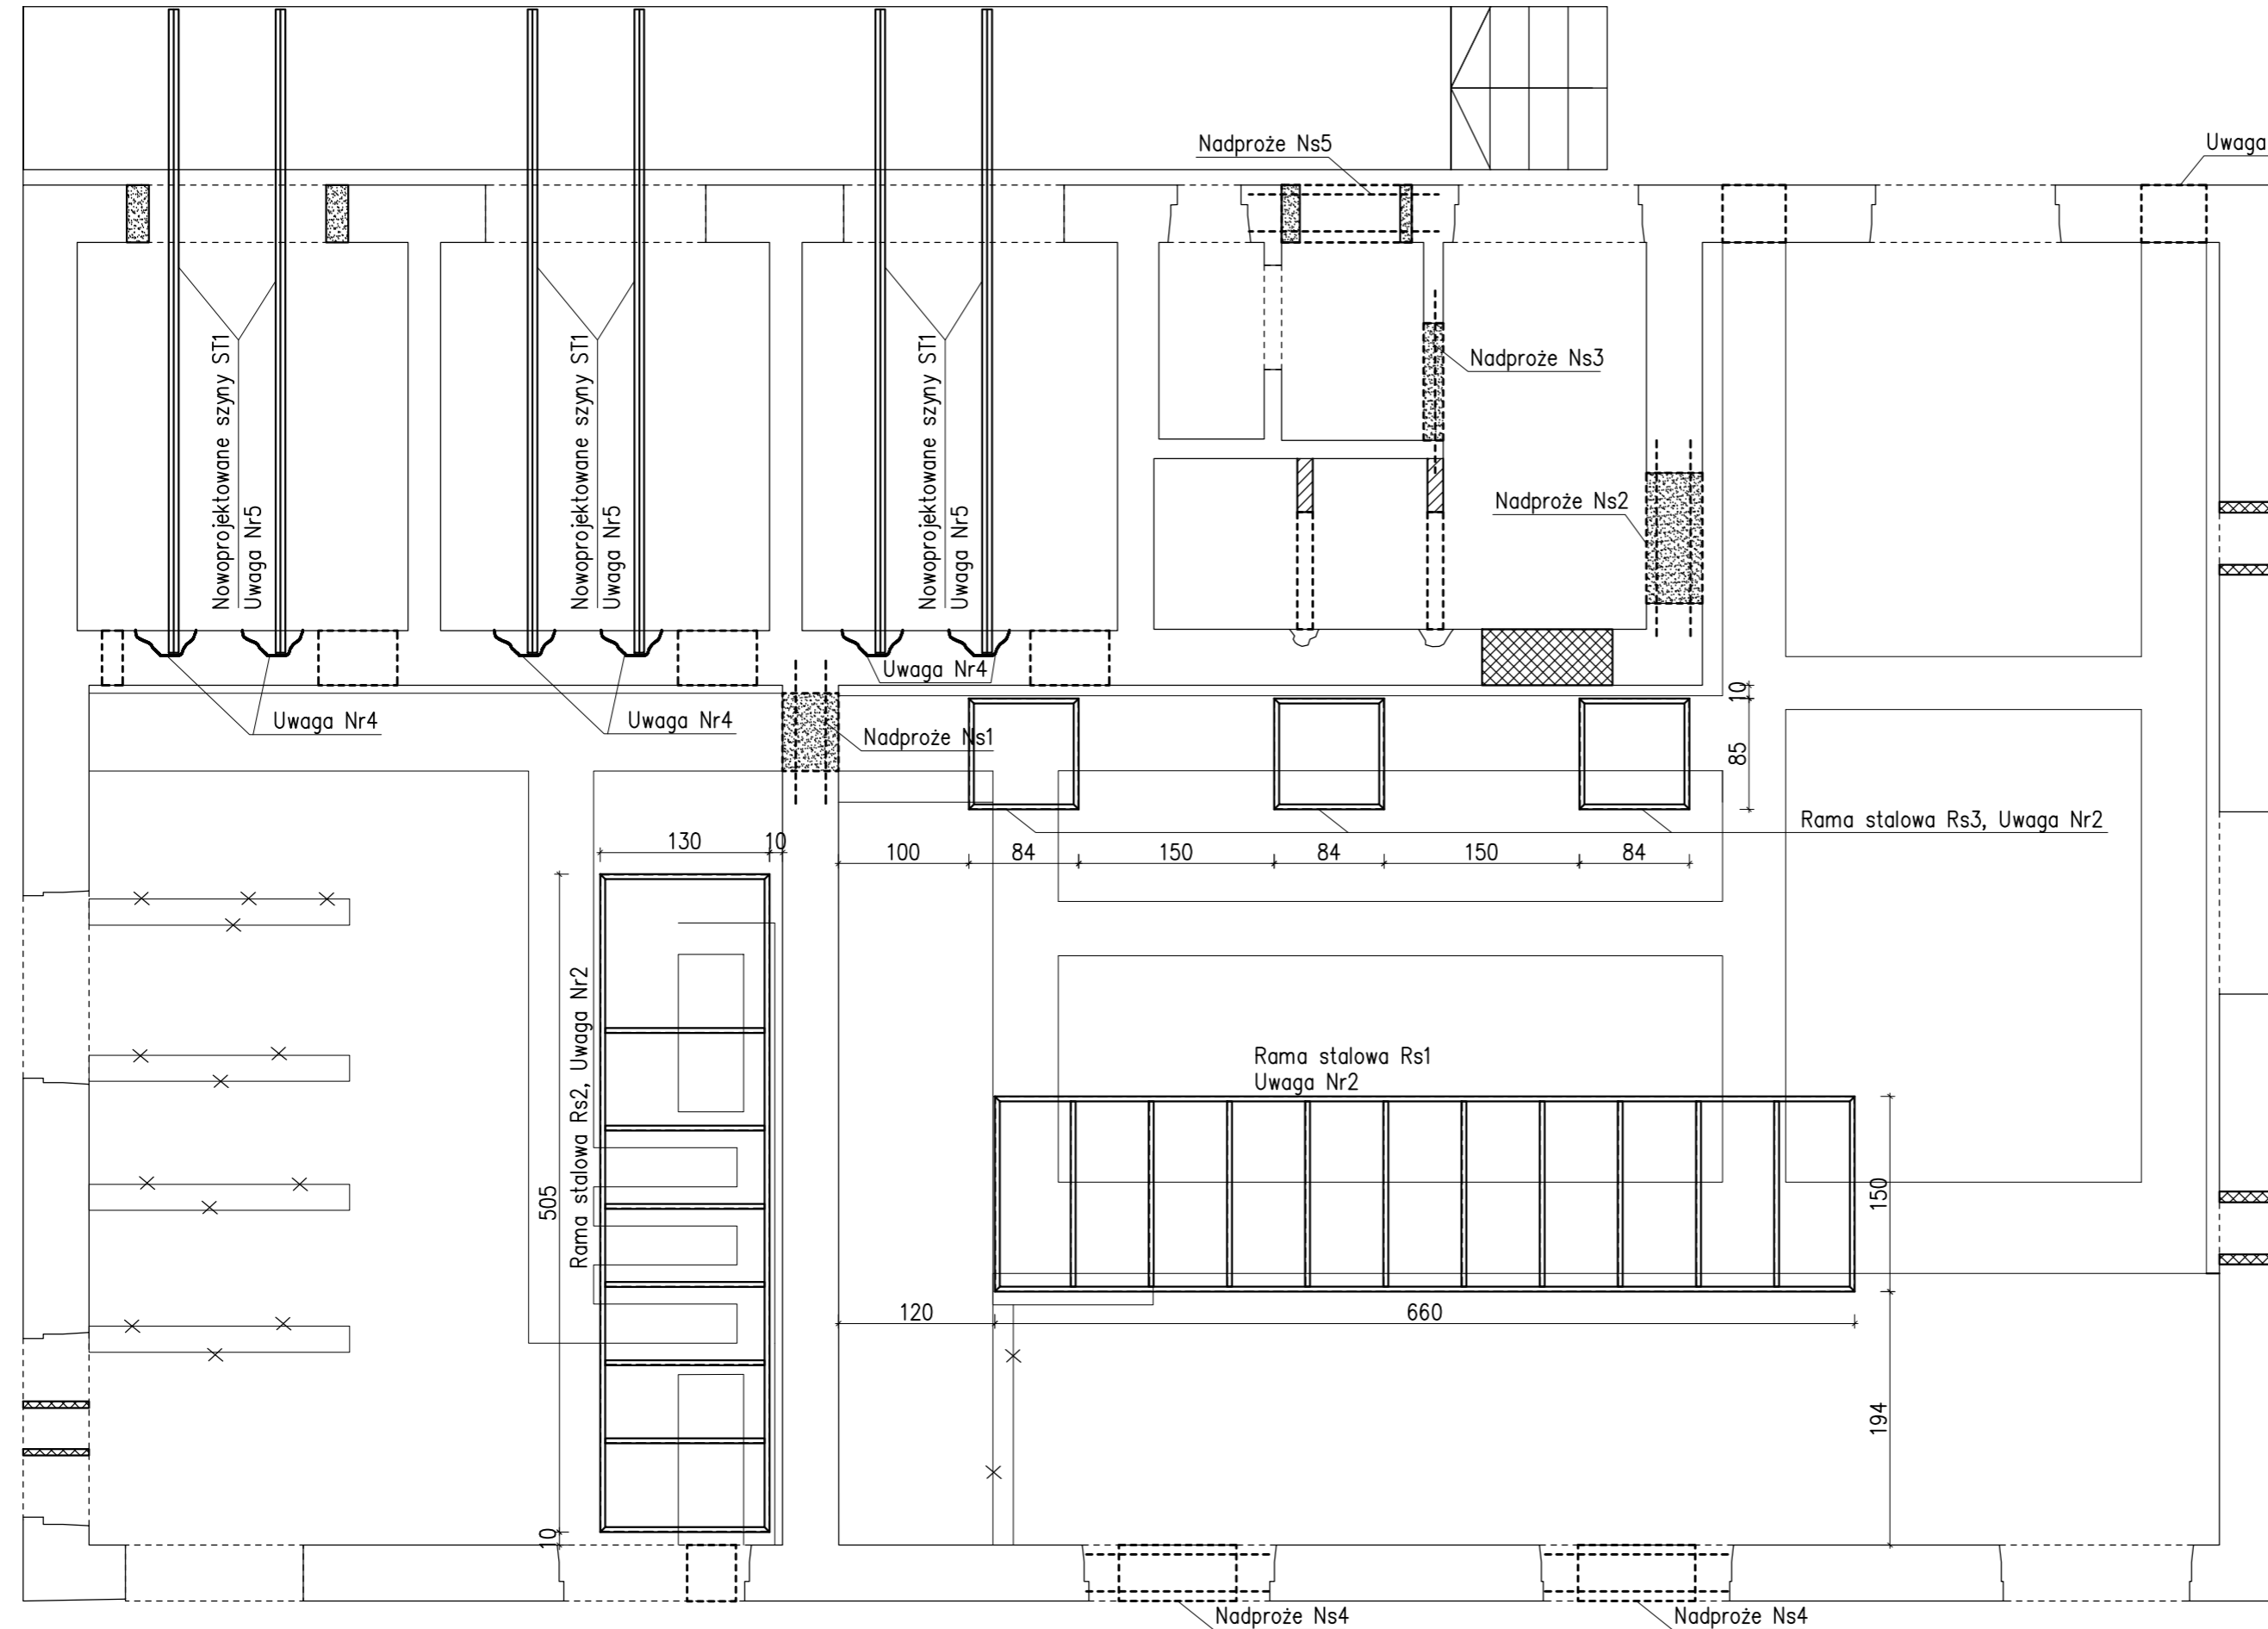 Nadproże Ns5
Uwaga
Nowoprojektowane szyny ST1
Uwaga Nr5
Nowoprojektowane szyny ST1
Uwaga Nr5
Nowoprojektowane szyny ST1
Uwaga Nr5
Nadproże Ns3
Nadproże Ns2
Uwaga Nr4
Uwaga Nr4
Uwaga Nr4
Nadproże Ns1
10
85
Rama stalowa Rs3, Uwaga Nr2
130
10
100
84
150
84
150
84
505
Rama stalowa Rs2, Uwaga Nr2
Rama stalowa Rs1
Uwaga Nr2
150
120
660
194
10
Nadproże Ns4
Nadproże Ns4